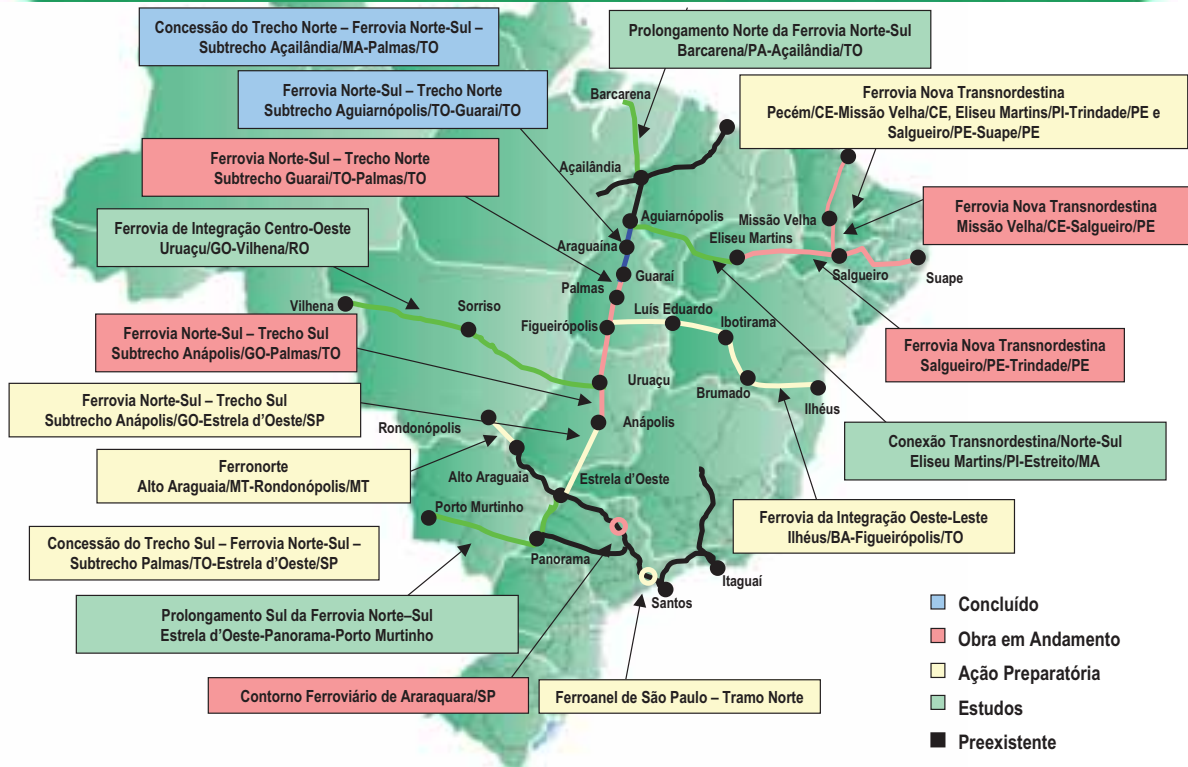 Concessão do Trecho Norte – Ferrovia Norte-Sul –
Subtrecho Açailândia/MA-Palmas/TO
Prolongamento Norte da Ferrovia Norte-Sul
Barcarena/PA-Açailândia/TO
Ferrovia Norte-Sul – Trecho Norte
Subtrecho Aguiarnópolis/TO-Guarai/TO
Barcarena
Ferrovia Nova Transnordestina
Pecém/CE-Missão Velha/CE, Eliseu Martins/PI-Trindade/PE e
Salgueiro/PE-Suape/PE
Ferrovia Norte-Sul – Trecho Norte
Subtrecho Guarai/TO-Palmas/TO
Açailândia
Ferrovia Nova Transnordestina
Missão Velha/CE-Salgueiro/PE
Ferrovia de Integração Centro-Oeste
Uruaçu/GO-Vilhena/RO
Aguiarnópolis
Missão Velha
Araguaína
Eliseu Martins
Salgueiro
Suape
Guaraí
Palmas
Vilhena
Sorriso
Luís Eduardo
Figueirópolis
Ibotirama
Ferrovia Norte-Sul – Trecho Sul
Subtrecho Anápolis/GO-Palmas/TO
Ferrovia Nova Transnordestina
Salgueiro/PE-Trindade/PE
Uruaçu
Brumado
Ilhéus
Ferrovia Norte-Sul – Trecho Sul
Subtrecho Anápolis/GO-Estrela d’Oeste/SP
Rondonópolis
Anápolis
Conexão Transnordestina/Norte-Sul
Eliseu Martins/PI-Estreito/MA
Ferronorte
Alto Araguaia/MT-Rondonópolis/MT
Alto Araguaia
Estrela d’Oeste
Porto Murtinho
Ferrovia da Integração Oeste-Leste
Ilhéus/BA-Figueirópolis/TO
Concessão do Trecho Sul – Ferrovia Norte-Sul –
Subtrecho Palmas/TO-Estrela d’Oeste/SP
Panorama
Itaguaí
Santos
Prolongamento Sul da Ferrovia Norte–Sul
Estrela d’Oeste-Panorama-Porto Murtinho
Contorno Ferroviário de Araraquara/SP
Ferroanel de São Paulo – Tramo Norte
Concluído
Obra em Andamento
Ação Preparatória
Estudos
Preexistente